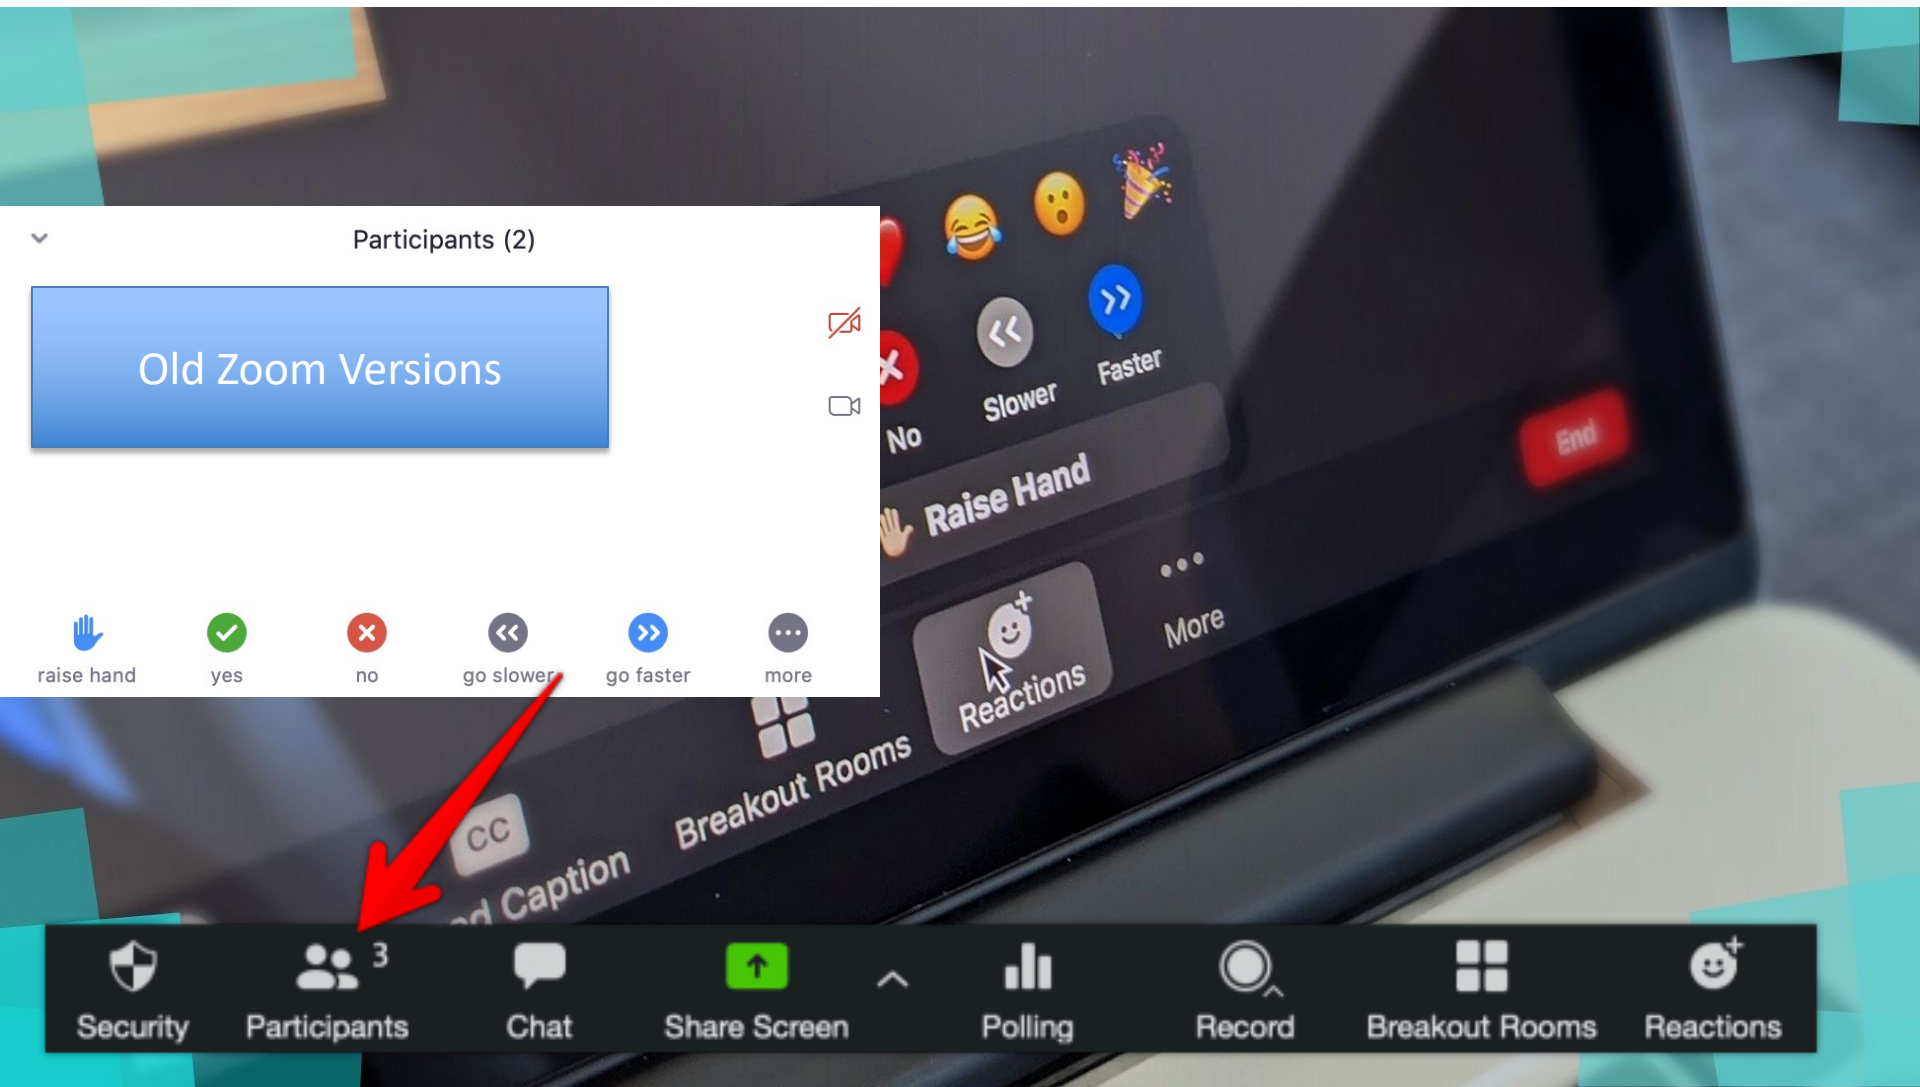 Participants (2)
Old Zoom Versions
raise hand
yes
no
go slower
go faster
more
No
Slower
Faster
Raise Hand
End
Reactions
More
Breakout Rooms
CC
Caption
3
Security
Participants
Chat
Share Screen
Polling
Record
Breakout Rooms
Reactions